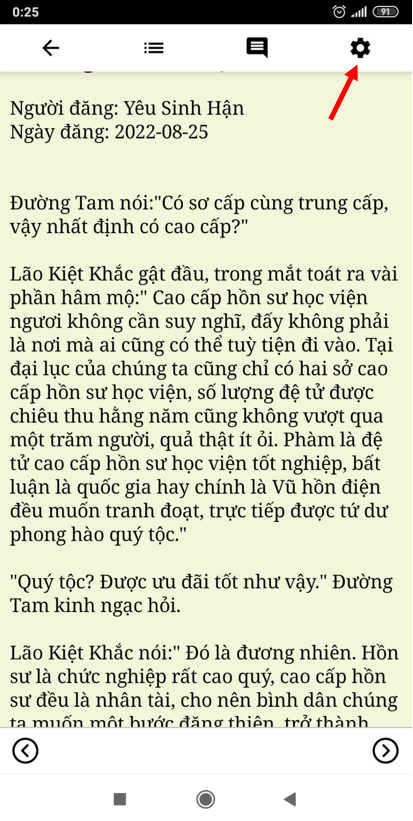 0:25
91
Người đăng: Yêu Sinh Hận
Ngày đăng: 2022-08-25
Đường Tam nói:"Có sơ cấp cùng trung cấp,
vậy nhất định có cao cấp?"
Lão Kiệt Khắc gật đầu, trong mắt toát ra vài
phần hâm mộ:" Cao cấp hồn sư học viện
ngươi không cần suy nghĩ, đấy không phải
là nơi mà ai cũng có thể tuỳ tiện đi vào. Tại
đại lục của chúng ta cũng chỉ có hai sở cao
cấp hồn sư học viện, số lượng đệ tử được
chiêu thu hằng năm cũng không vượt qua
một trăm người, quả thật ít ỏi. Phàm là đệ
tử cao cấp hồn sư học viện tốt nghiệp, bất
luận là quốc gia hay chính là Vũ hồn điện
đều muốn tranh đoạt, trực tiếp được tứ dư
phong hào quý tộc."
"Quý tộc? Được ưu đãi tốt như vậy." Đường
Tam kinh ngạc hỏi.
Lão Kiệt Khắc nói:" Đó là đương nhiên. Hồn
sư là chức nghiệp rất cao quý, cao cấp hồn
sư đều là nhân tài, cho nên bình dân chúng
ta muốn một bước đăng thiên, trở thành